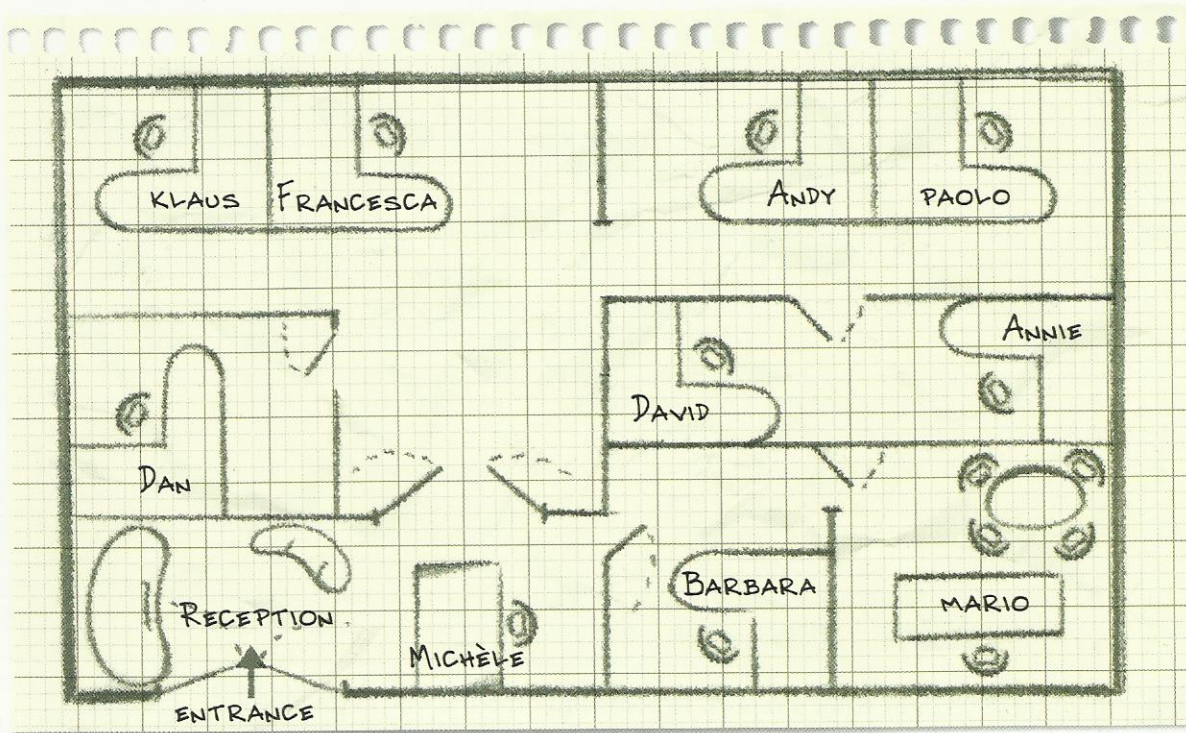 KLAUS
FRANCESCA
ANDY
PAOLO
ANNIE
DAVID
DAN
BARBARA
MARIO
RECEPTION
MICHÈLE
ENTRANCE